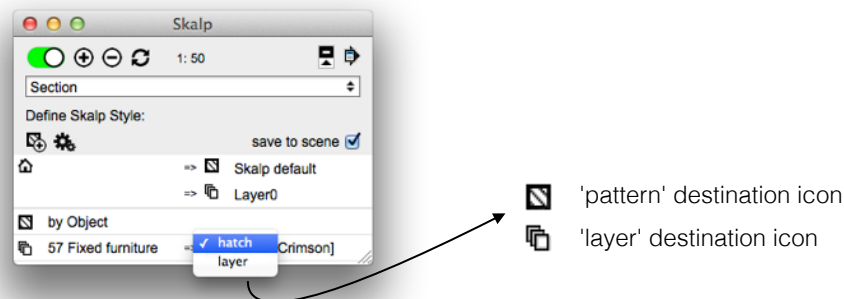 Skalp
1: 50
Section
Define Skalp Style:
save to scene
=> Skalp default
=> Layer0
by Object
57 Fixed furniture => hatch Crimson]
layer
'pattern' destination icon
'layer' destination icon